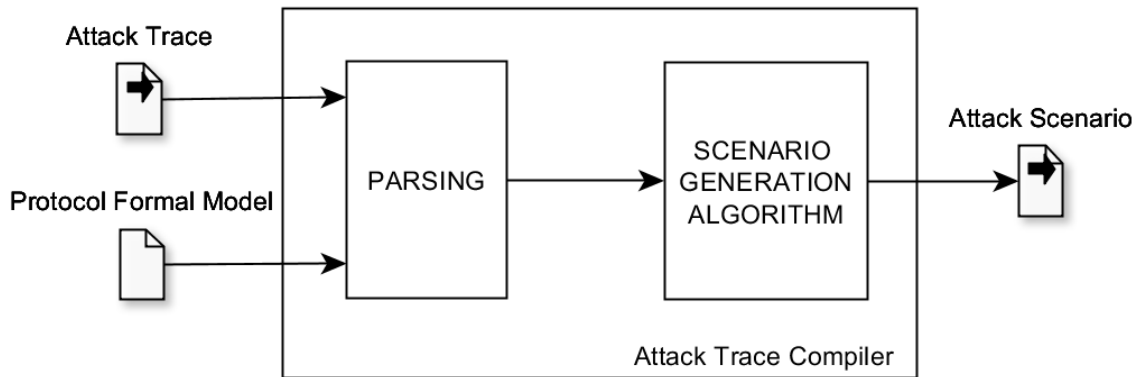 Attack Trace
Protocol Formal Model
PARSING
SCENARIO
GENERATION
ALGORITHM
Attack Scenario
Attack Trace Compiler